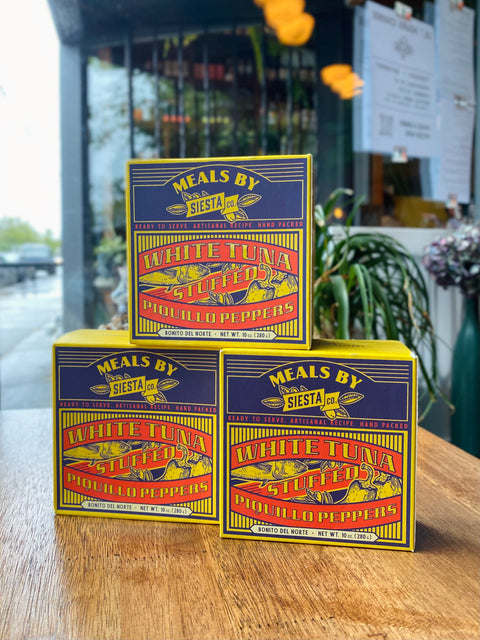 MEALS BY
SIESTA CO.
READY TO SERVE ARTISANAL RECIPE HAND PACKED
WHITE TUNA
STUFFED
PIQUILLO PEPPERS
BONITO DEL NORTE - NET WT. 10 oz. (280 G)
MEALS BY
SIESTA CO.
READY TO SERVE ARTISANAL RECIPE HAND PACKED
WHITE TUNA
STUFFED
PIQUILLO PEPPERS
BONITO DEL NORTE - NET WT. 10 oz. (280 G)
MEALS BY
SIESTA CO.
READY TO SERVE ARTISANAL RECIPE HAND PACKED
WHITE TUNA
STUFFED
PIQUILLO PEPPERS
BONITO DEL NORTE - NET WT. 10 oz. (280 G)